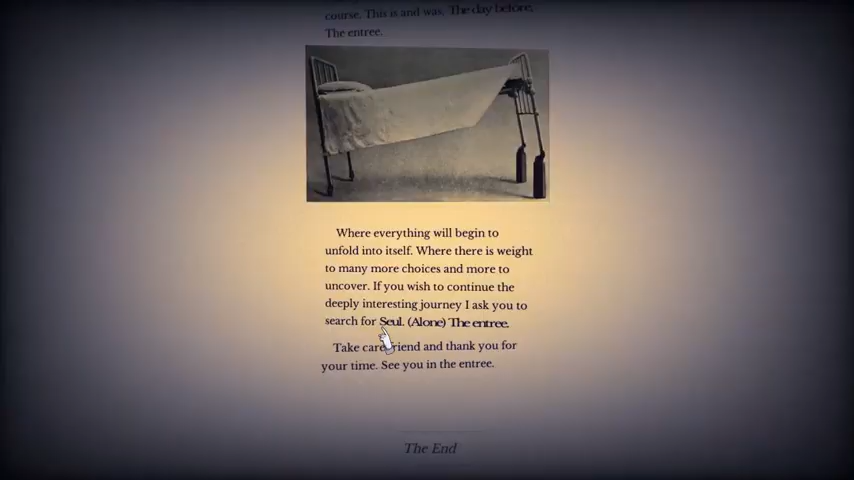 course. This is and was. The day before.
The entree.
Where everything will begin to
unfold into itself. Where there is weight
to many more choices and more to
uncover. If you wish to continue the
deeply interesting journey I ask you to
search for Seul. (Alone) The entree.
Take care friend and thank you for
your time. See you in the entree.
The End